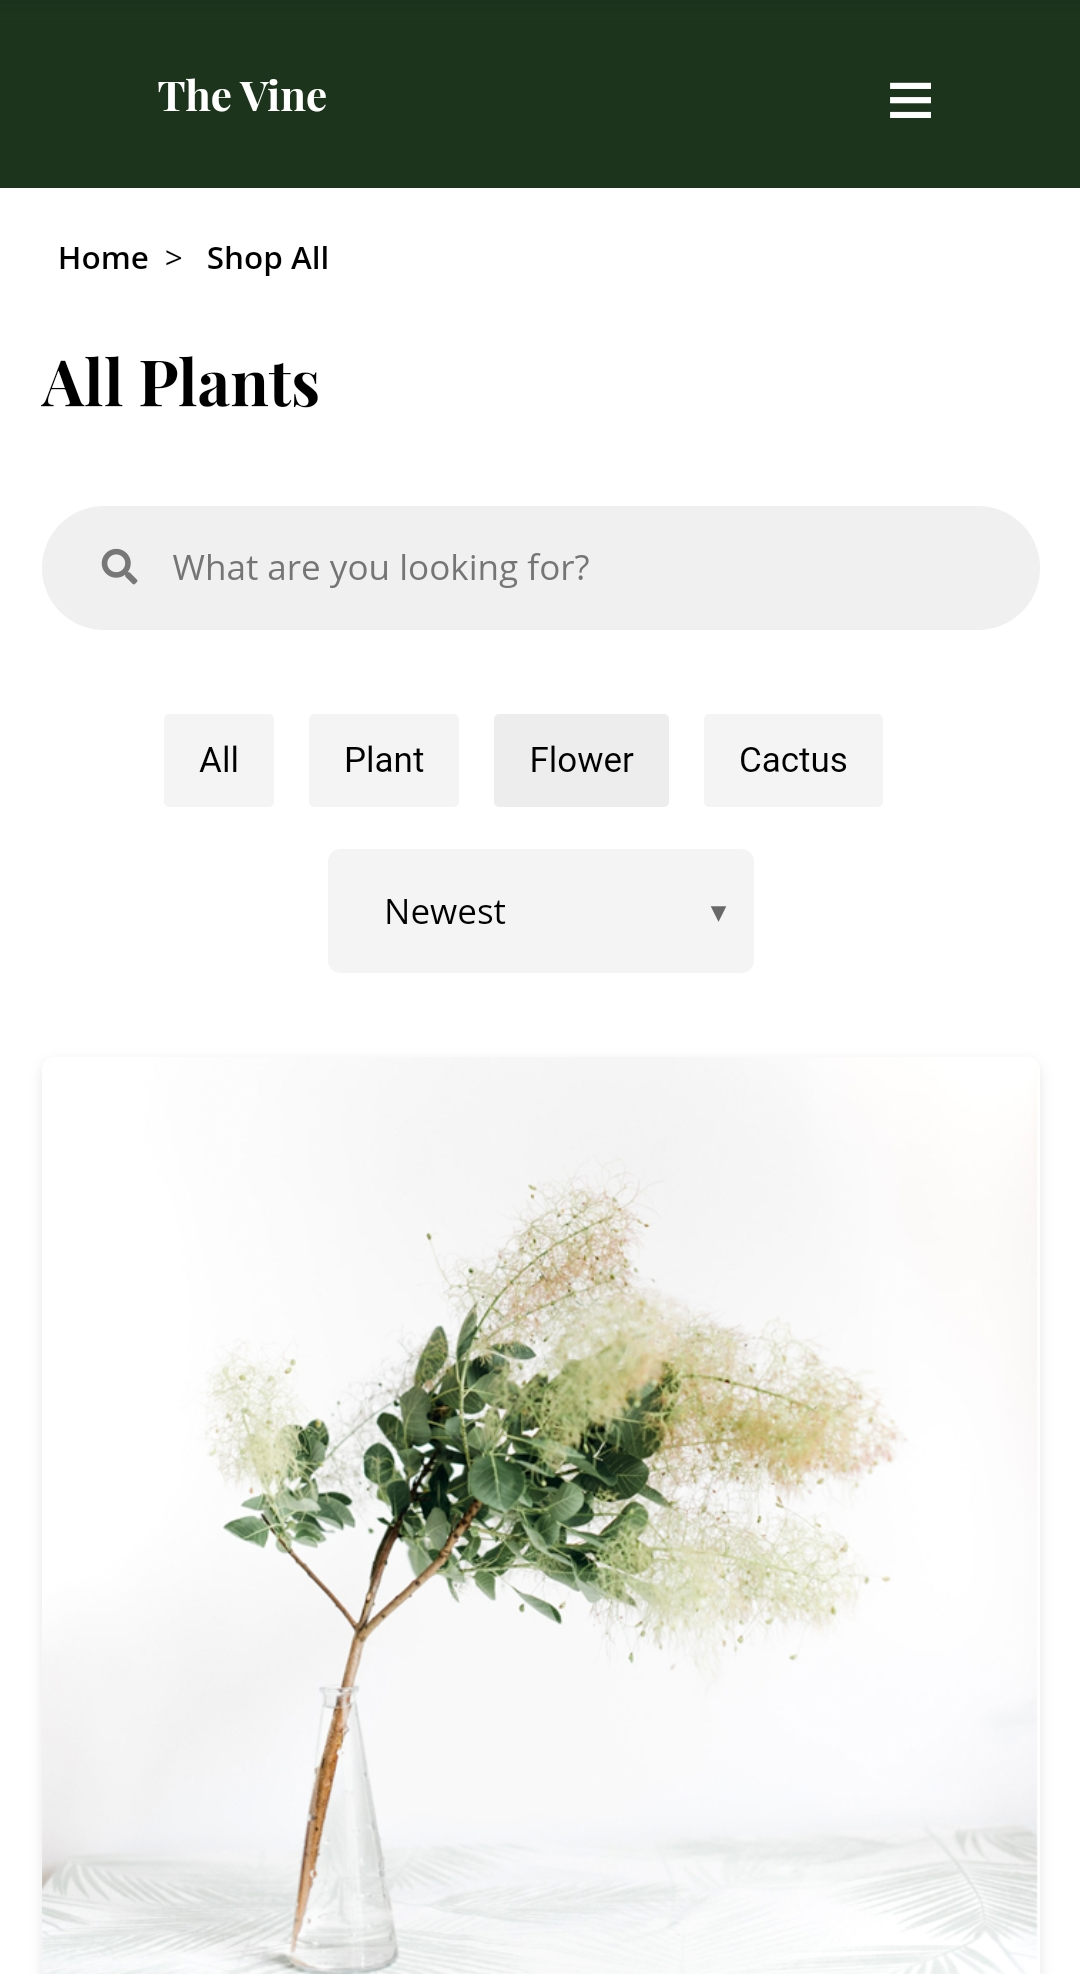 The Vine
Home > Shop All
All Plants
What are you looking for?
All Plant Flower Cactus
Newest ▼